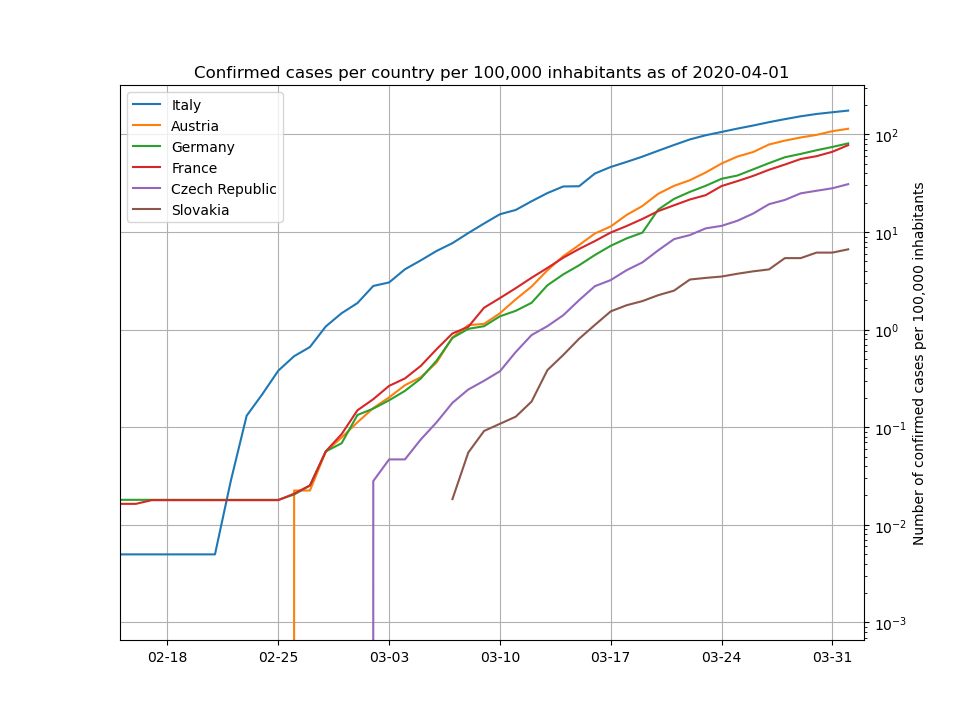 Confirmed cases per country per 100,000 inhabitants as of 2020-04-01
Italy
Austria
Germany
France
Czech Republic
Slovakia
10²
10¹
10⁰
10⁻¹
10⁻²
10⁻³
Number of confirmed cases per 100,000 inhabitants
02-18 02-25 03-03 03-10 03-17 03-24 03-31